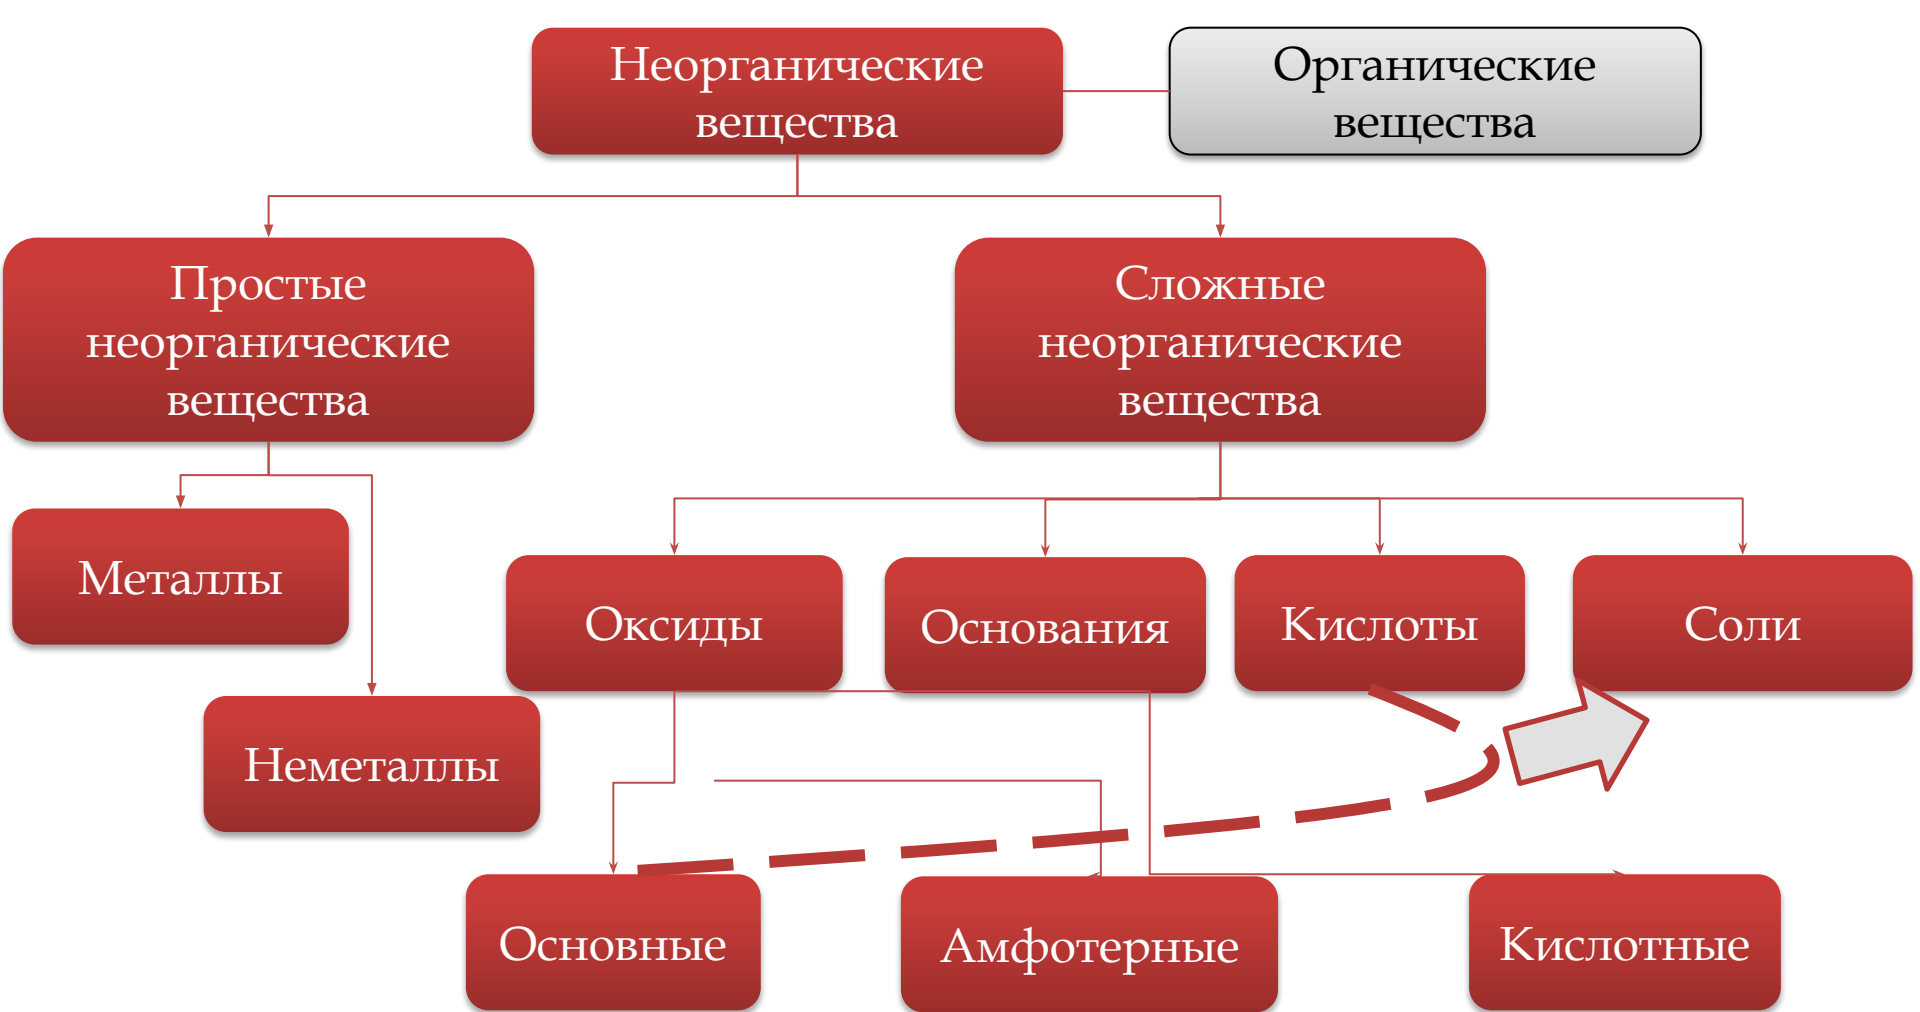 Неорганические
вещества
Органические
вещества
Простые
неорганические
вещества
Сложные
неорганические
вещества
Металлы
Неметаллы
Оксиды
Основания
Кислоты
Соли
Основные
Амфотерные
Кислотные